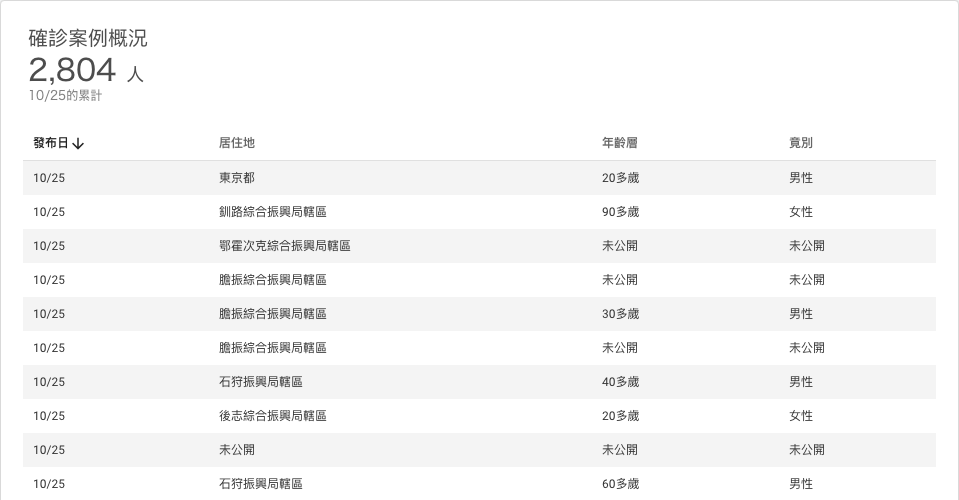 確診案例概況
2,804 人
10/25的累計
發布日↓ 居住地 年齡層 竟別
10/25 東京都 20多歲 男性
10/25 釧路綜合振興局轄區 90多歲 女性
10/25 鄂霍次克綜合振興局轄區 未公開 未公開
10/25 膽振綜合振興局轄區 未公開 未公開
10/25 膽振綜合振興局轄區 30多歲 男性
10/25 膽振綜合振興局轄區 未公開 未公開
10/25 石狩振興局轄區 40多歲 男性
10/25 後志綜合振興局轄區 20多歲 女性
10/25 未公開 未公開 未公開
10/25 石狩振興局轄區 60多歲 男性